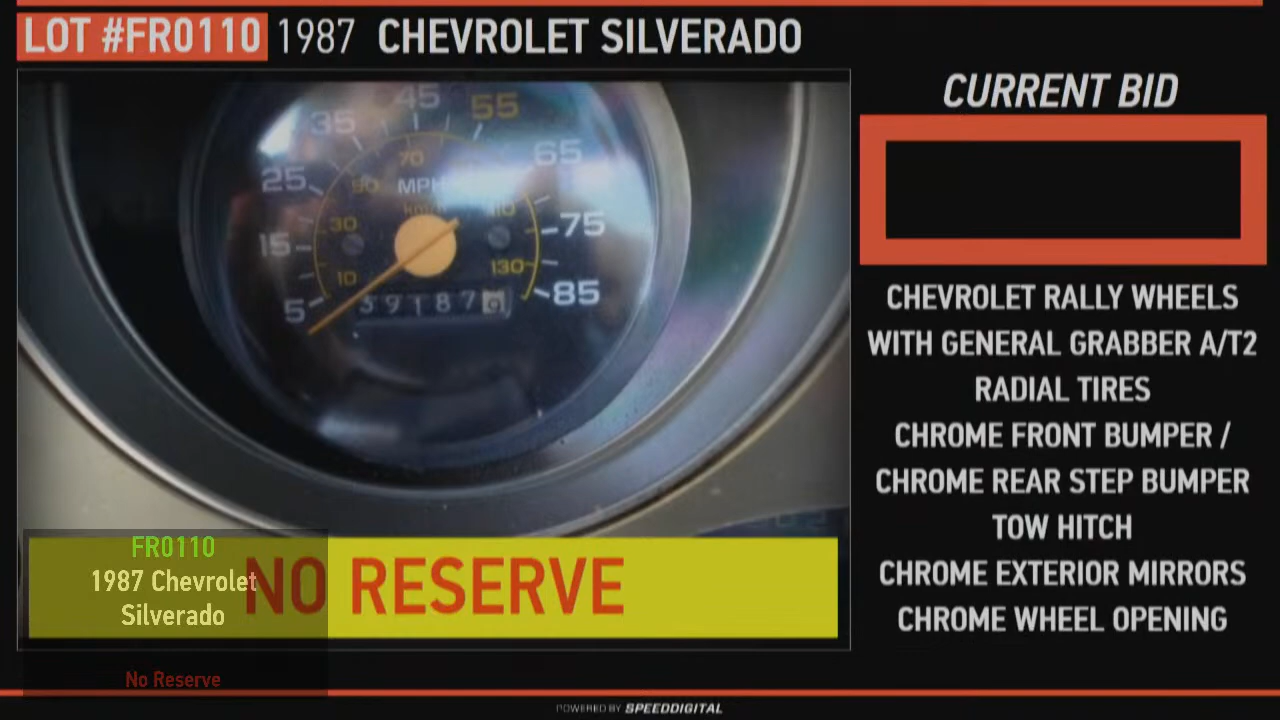 LOT #FR0110 1987 CHEVROLET SILVERADO
CURRENT BID
45
55
35
65
70
25
90
MPH
km/h
110
30
75
15
130
10
85
5
39187 9
CHEVROLET RALLY WHEELS
WITH GENERAL GRABBER A/T2
RADIAL TIRES
CHROME FRONT BUMPER /
CHROME REAR STEP BUMPER
TOW HITCH
CHROME EXTERIOR MIRRORS
CHROME WHEEL OPENING
NO RESERVE
FR0110
1987 Chevrolet
Silverado
No Reserve
POWERED BY SPEEDDIGITAL